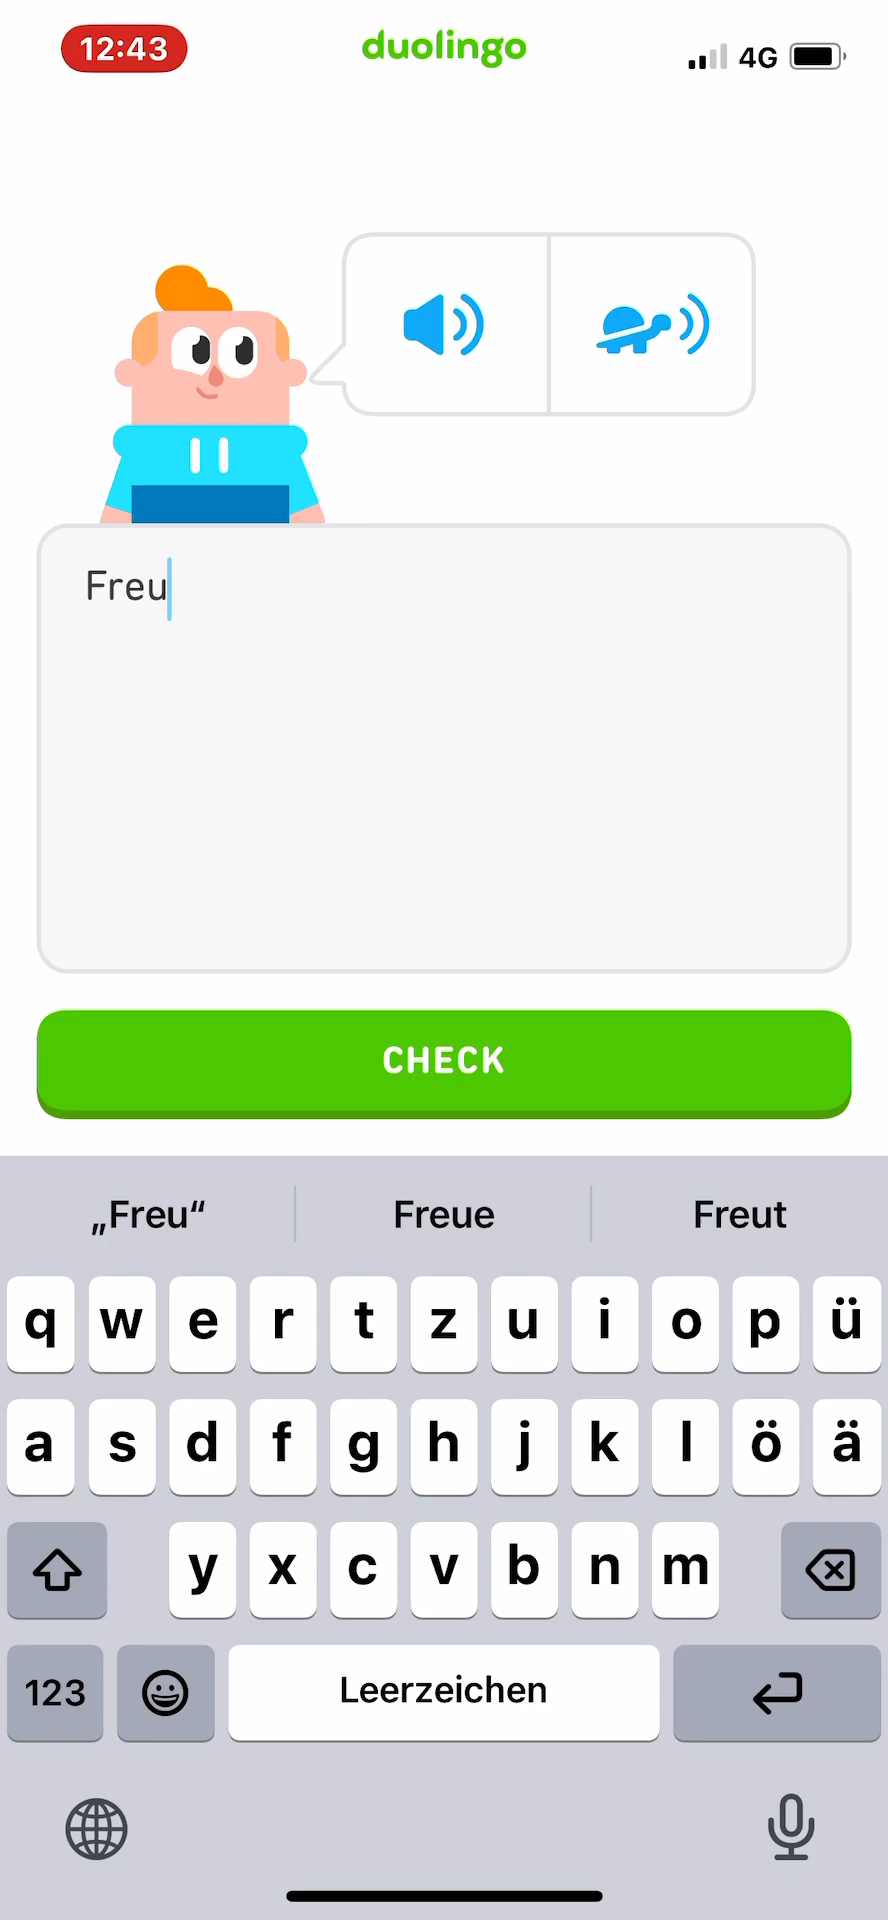 12:43
duolingo
4G
Freu
CHECK
„Freu“ Freue Freut
q w e r t z u i o p ü
a s d f g h j k l ö ä
y x c v b n m
123 Leerzeichen